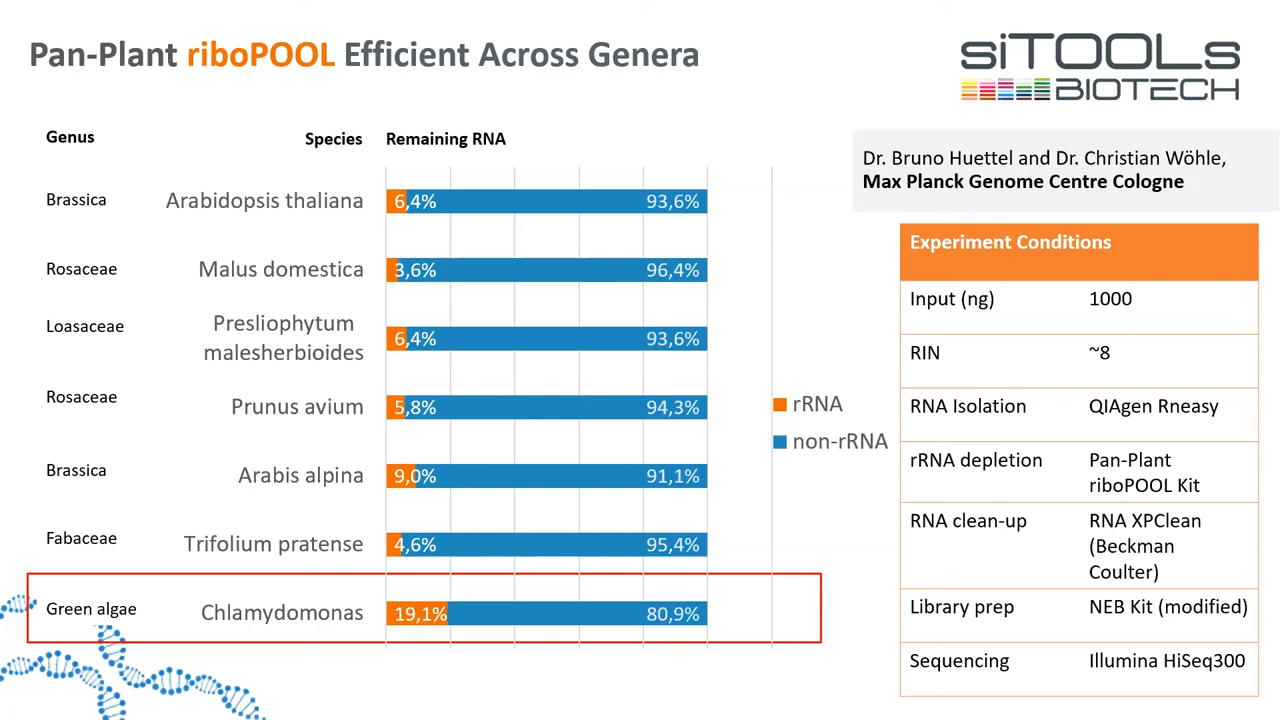 Pan-Plant riboPOOL Efficient Across Genera
siTOOLs
BIOTECH
Genus Species Remaining RNA
Brassica Arabidopsis thaliana 6,4% 93,6%
Rosaceae Malus domestica 3,6% 96,4%
Loasaceae Presliophytum
malesherbioides 6,4% 93,6%
Rosaceae Prunus avium 5,8% 94,3%
Brassica Arabis alpina 9,0% 91,1%
Fabaceae Trifolium pratense 4,6% 95,4%
Green algae Chlamydomonas 19,1% 80,9%
rRNA
non-rRNA
Dr. Bruno Huettel and Dr. Christian Wöhle,
Max Planck Genome Centre Cologne
Experiment Conditions
Input (ng) 1000
RIN ~8
RNA Isolation QIAgen Rneasy
rRNA depletion Pan-Plant
riboPOOL Kit
RNA clean-up RNA XPClean
(Beckman
Coulter)
Library prep NEB Kit (modified)
Sequencing Illumina HiSeq300